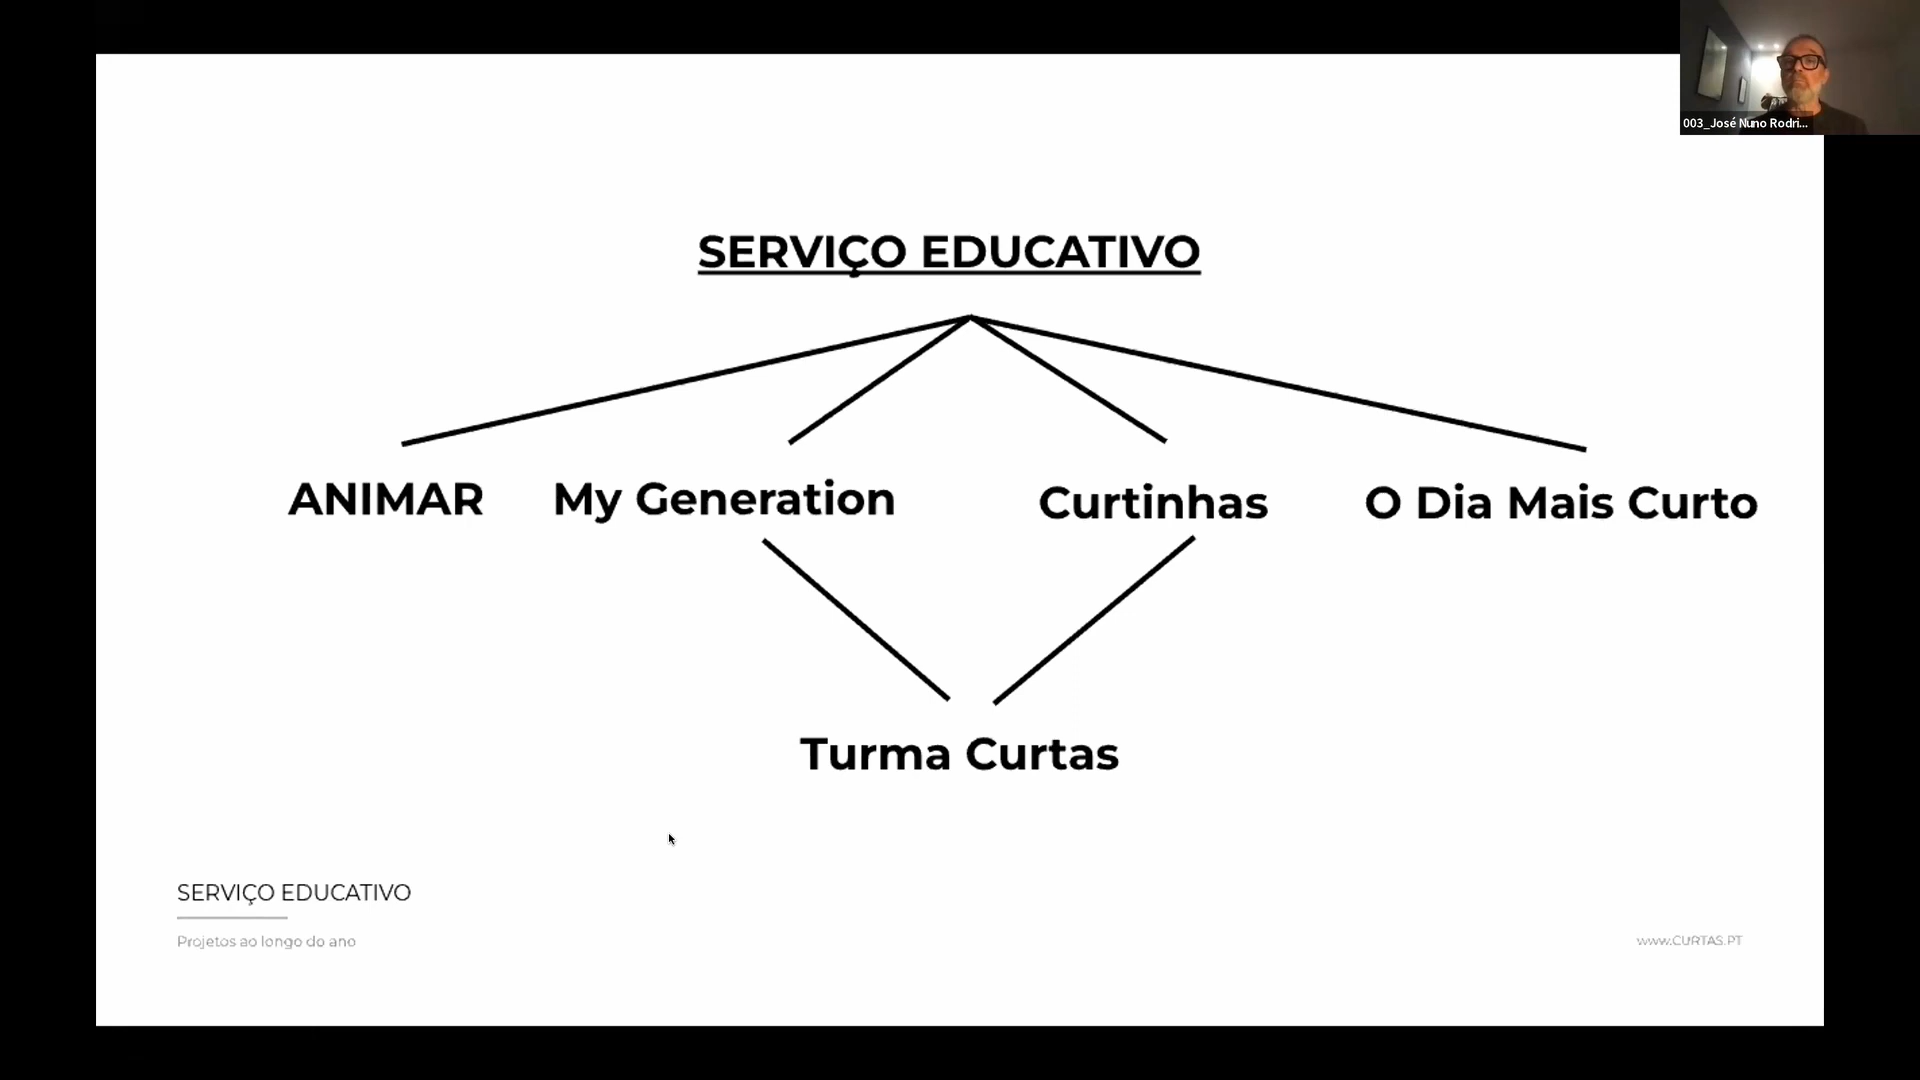 003_José Nuno Rodri...
SERVIÇO EDUCATIVO
ANIMAR
My Generation
Curtinhas
O Dia Mais Curto
Turma Curtas
SERVIÇO EDUCATIVO
Projetos ao longo do ano
www.CURTAS.PT